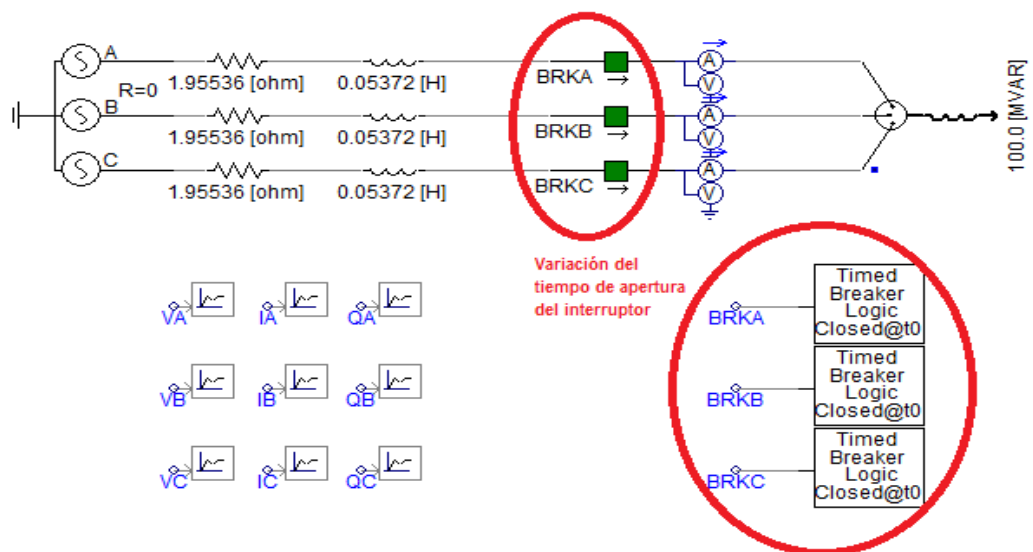 A
R=0
1.95536 [ohm]
0.05372 [H]
BRKA
A
V
B
1.95536 [ohm]
0.05372 [H]
BRKB
A
V
C
1.95536 [ohm]
0.05372 [H]
BRKC
A
V
100.0 [MVAR]
Variación del
tiempo de apertura
del interruptor
VA
IA
QA
VB
IB
QB
VC
IC
QC
BRKA
Timed
Breaker
Logic
Closed@t0
BRKB
Timed
Breaker
Logic
Closed@t0
BRKC
Timed
Breaker
Logic
Closed@t0